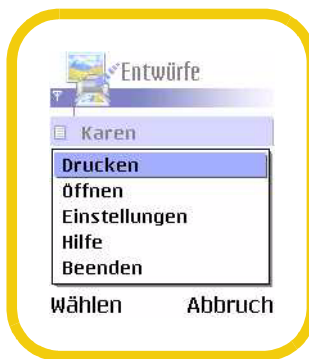 Entwürfe
Karen
Drucken
Öffnen
Einstellungen
Hilfe
Beenden
Wählen Abbruch